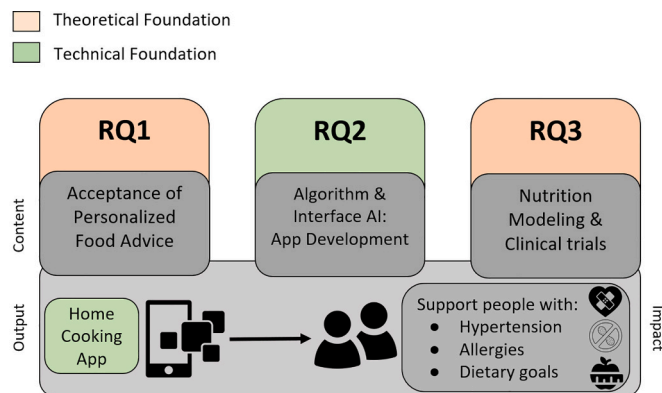 Theoretical Foundation
Technical Foundation
RQ1
RQ2
RQ3
Content
Acceptance of
Personalized
Food Advice
Algorithm &
Interface AI:
App Development
Nutrition
Modeling &
Clinical trials
Output
Home
Cooking
App
Support people with:
● Hypertension
● Allergies
● Dietary goals
Impact